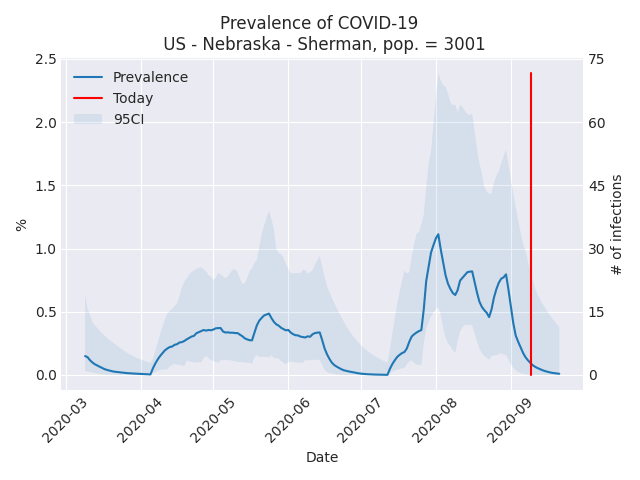 Prevalence of COVID-19
US - Nebraska - Sherman, pop. = 3001
Prevalence
Today
95CI
2.5
2.0
1.5
1.0
0.5
0.0
%
75
60
45
30
15
0
# of infections
2020-03
2020-04
2020-05
2020-06
2020-07
2020-08
2020-09
Date